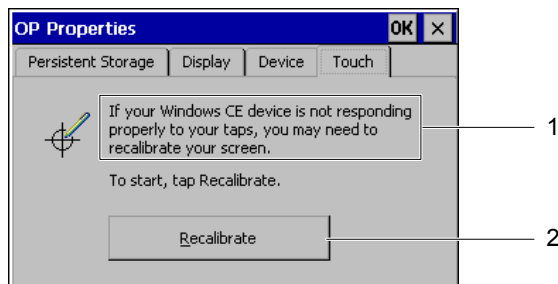 OP Properties OK ×
Persistent Storage Display Device Touch
If your Windows CE device is not responding
properly to your taps, you may need to
recalibrate your screen.
1
To start, tap Recalibrate.
Recalibrate
2